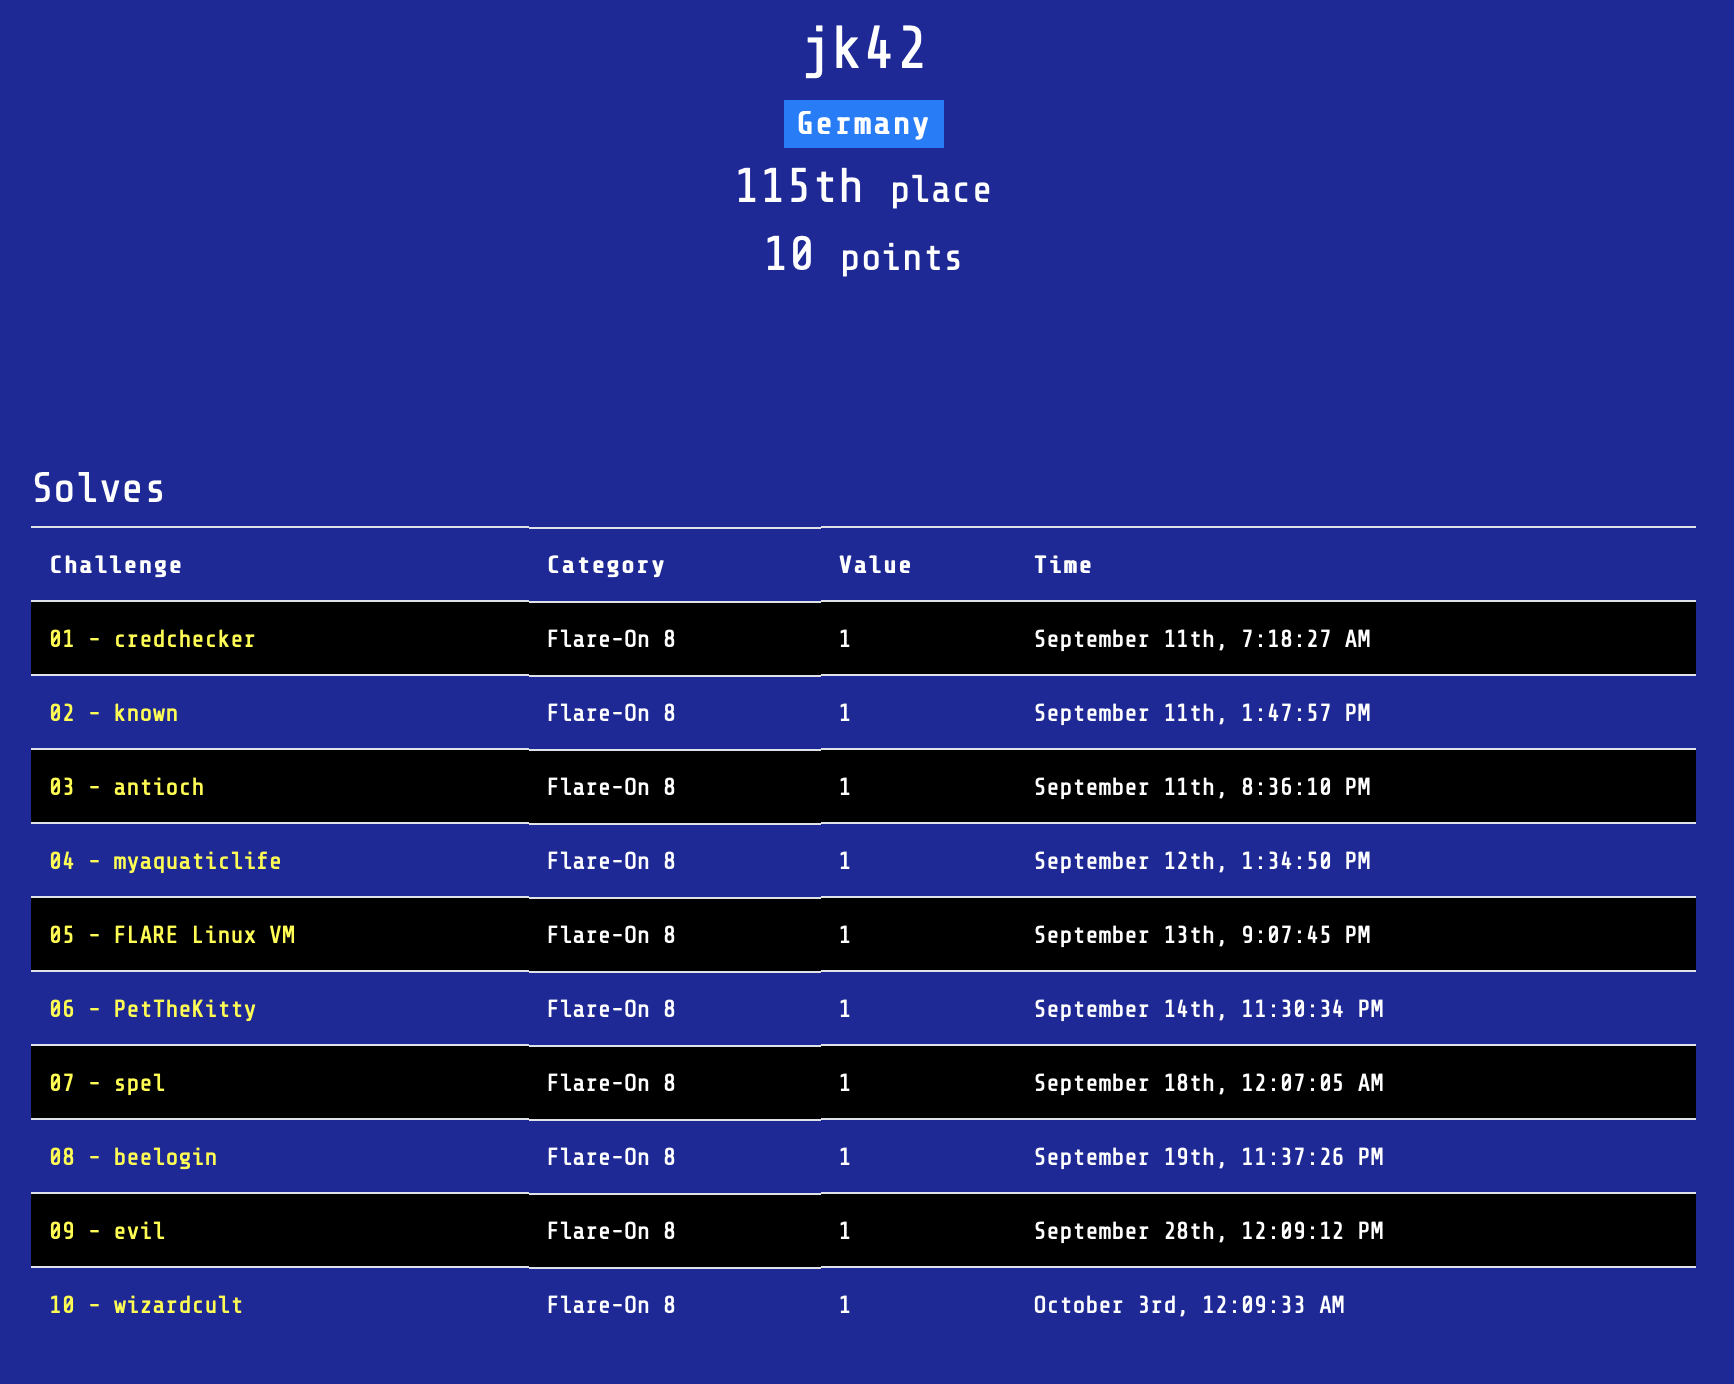 jk42
Germany
115th place
10 points
Solves
Challenge Category Value Time
01 - credchecker Flare-On 8 1 September 11th, 7:18:27 AM
02 - known Flare-On 8 1 September 11th, 1:47:57 PM
03 - antioch Flare-On 8 1 September 11th, 8:36:10 PM
04 - myaquaticlife Flare-On 8 1 September 12th, 1:34:50 PM
05 - FLARE Linux VM Flare-On 8 1 September 13th, 9:07:45 PM
06 - PetTheKitty Flare-On 8 1 September 14th, 11:30:34 PM
07 - spel Flare-On 8 1 September 18th, 12:07:05 AM
08 - beelogin Flare-On 8 1 September 19th, 11:37:26 PM
09 - evil Flare-On 8 1 September 28th, 12:09:12 PM
10 - wizardcult Flare-On 8 1 October 3rd, 12:09:33 AM